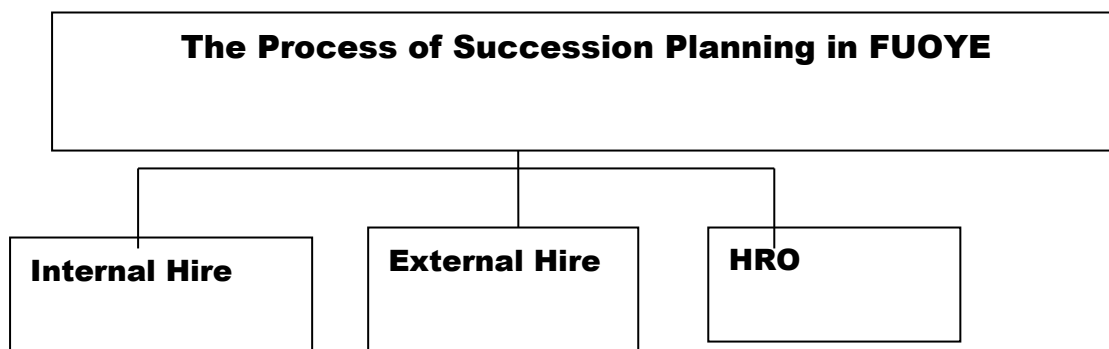 The Process of Succession Planning in FUOYE
Internal Hire
External Hire
HRO